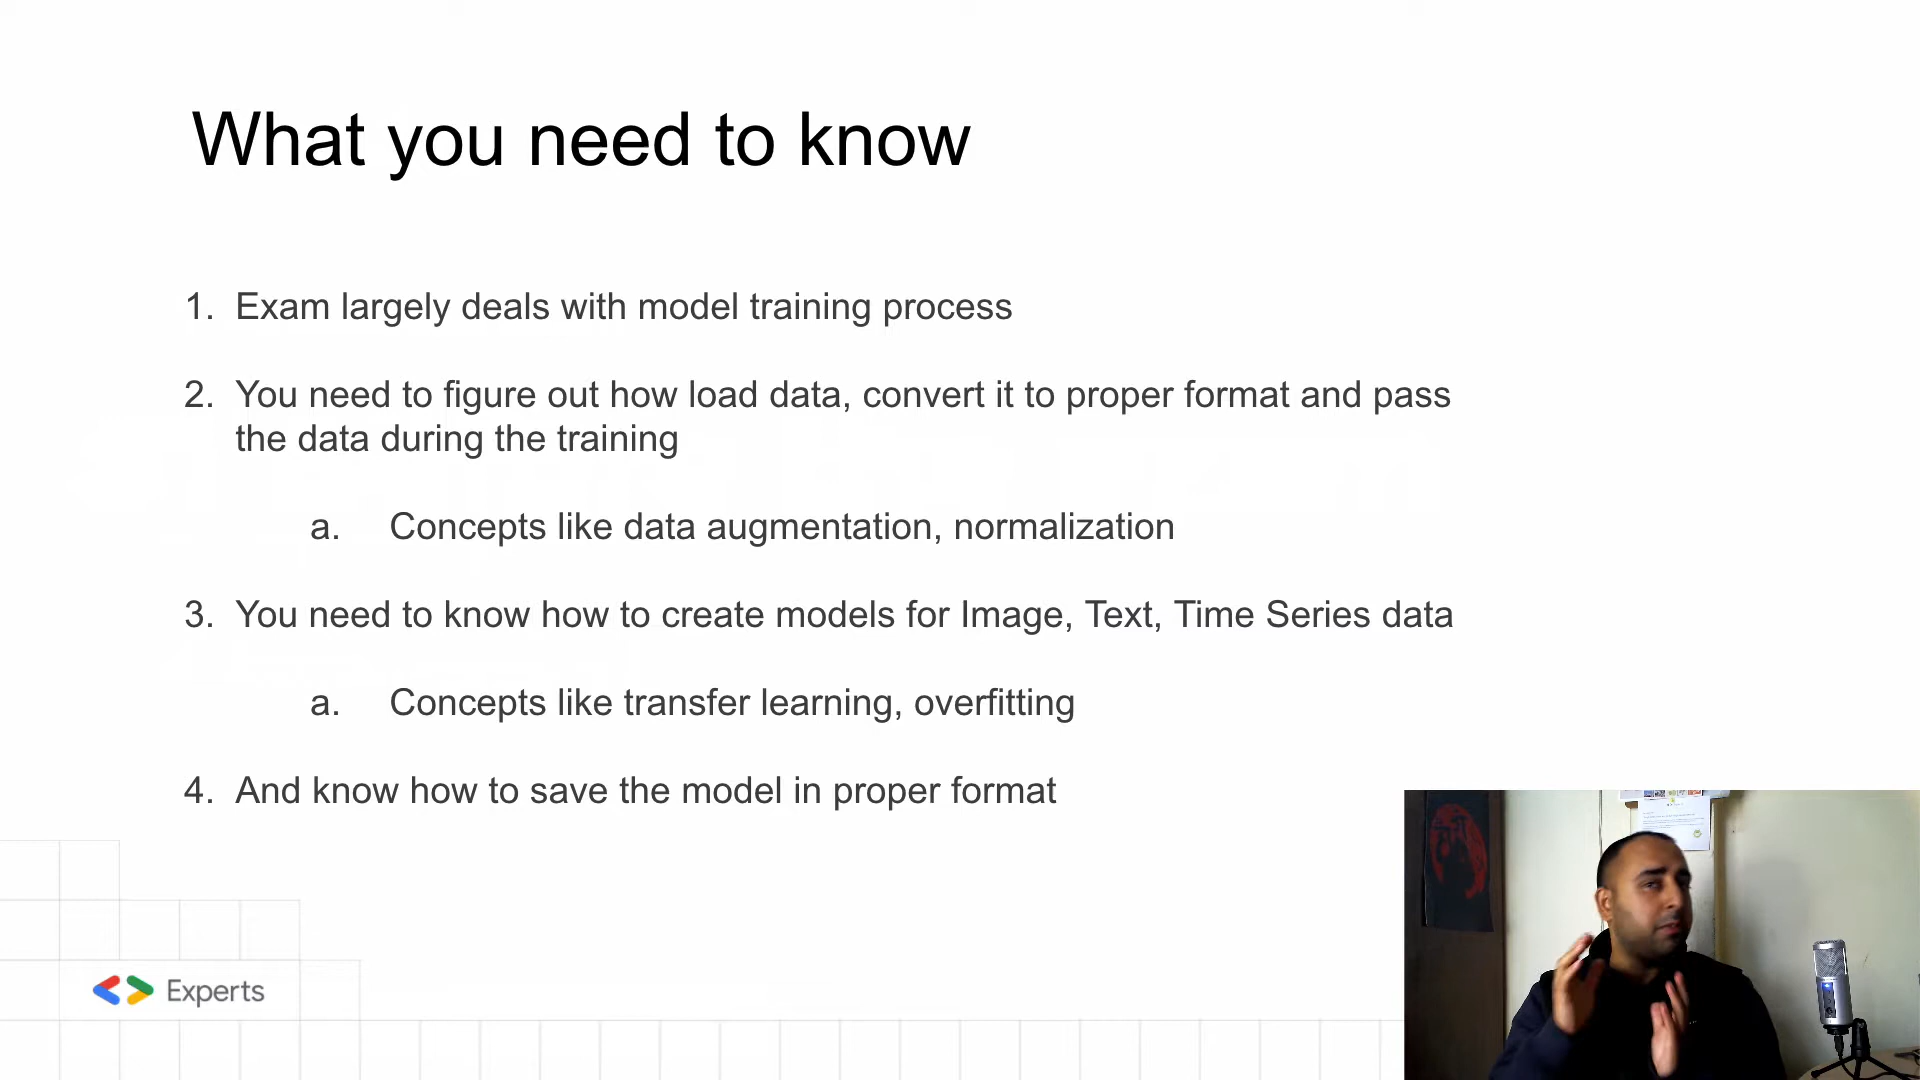 What you need to know
1. Exam largely deals with model training process
2. You need to figure out how load data, convert it to proper format and pass
the data during the training
a. Concepts like data augmentation, normalization
3. You need to know how to create models for Image, Text, Time Series data
a. Concepts like transfer learning, overfitting
4. And know how to save the model in proper format
Experts